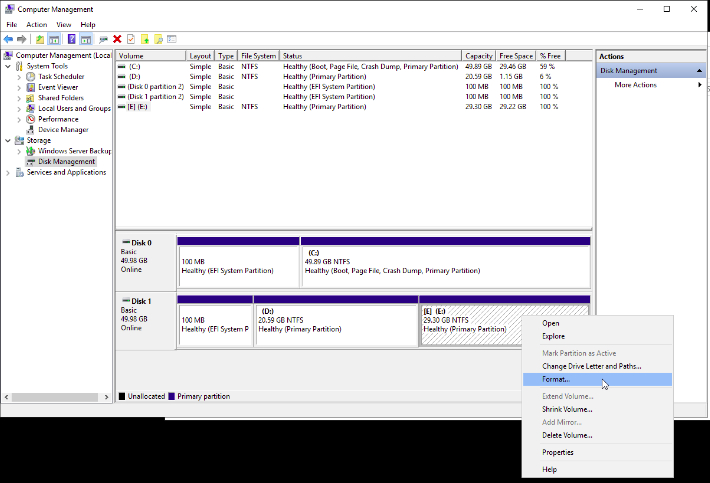 Computer Management
File Action View Help
Computer Management (Local
System Tools
Task Scheduler
Event Viewer
Shared Folders
Local Users and Groups
Performance
Device Manager
Storage
Windows Server Backup
Disk Management
Services and Applications
Volume Layout Type File System Status Capacity Free Space % Free
(C:) Simple Basic NTFS Healthy (Boot, Page File, Crash Dump, Primary Partition) 49.89 GB 29.46 GB 59 %
(D:) Simple Basic NTFS Healthy (Primary Partition) 20.59 GB 1.15 GB 6 %
(Disk 0 partition 2) Simple Basic Healthy (EFI System Partition) 100 MB 100 MB 100 %
(Disk 1 partition 2) Simple Basic Healthy (EFI System Partition) 100 MB 100 MB 100 %
[E] (E:) Simple Basic NTFS Healthy (Primary Partition) 29.30 GB 29.22 GB 100 %
Actions
Disk Management
More Actions
Disk 0
Basic
49.98 GB
Online
100 MB
Healthy (EFI System Partition)
(C:)
49.89 GB NTFS
Healthy (Boot, Page File, Crash Dump, Primary Partition)
Disk 1
Basic
49.98 GB
Online
100 MB
Healthy (EFI System P
(D:)
20.59 GB NTFS
Healthy (Primary Partition)
[E] (E:)
29.30 GB NTFS
Healthy (Primary Partition)
Unallocated Primary partition
Open
Explore
Mark Partition as Active
Change Drive Letter and Paths...
Format...
Extend Volume...
Shrink Volume...
Add Mirror...
Delete Volume...
Properties
Help